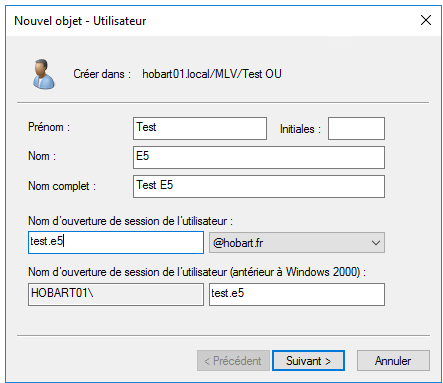 Nouvel objet - Utilisateur
Créer dans : hobart01.local/MLV/Test OU
Prénom : Test Initiales :
Nom : E5
Nom complet : Test E5
Nom d'ouverture de session de l'utilisateur :
test.e5 @hobart.fr
Nom d'ouverture de session de l'utilisateur (antérieur à Windows 2000) :
HOBART01\ test.e5
< Précédent Suivant > Annuler